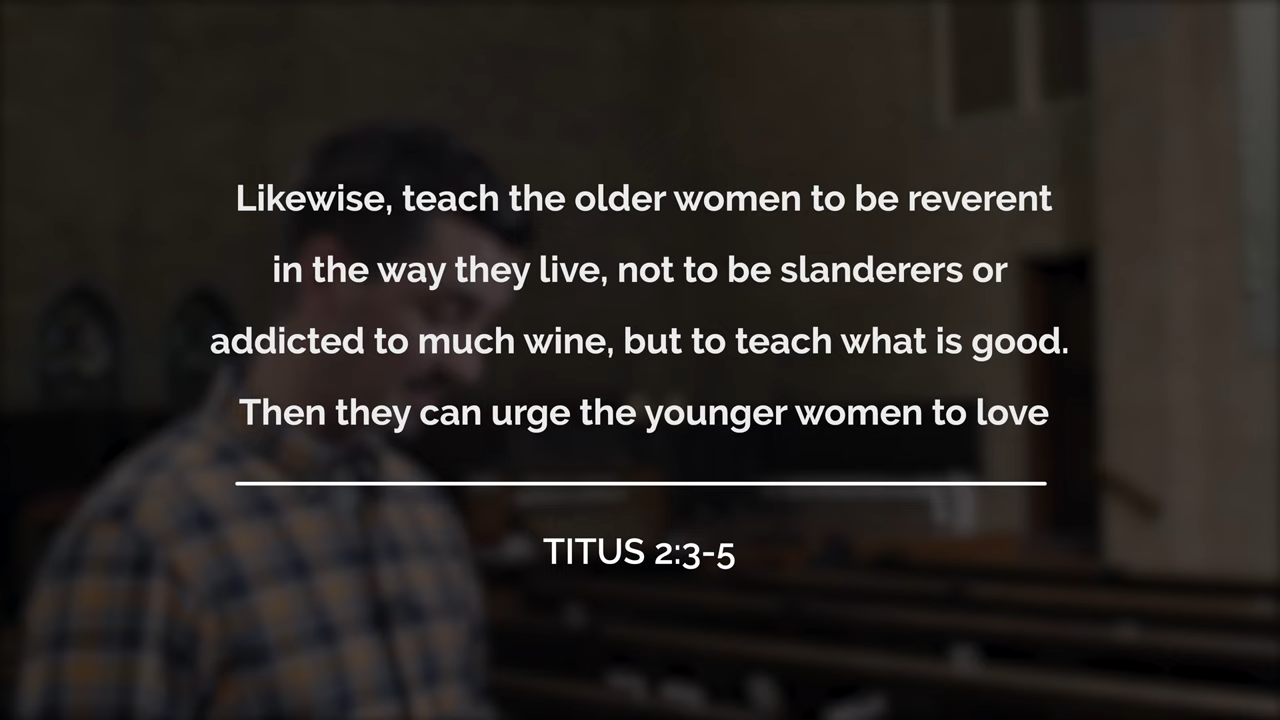 Likewise, teach the older women to be reverent
in the way they live, not to be slanderers or
addicted to much wine, but to teach what is good.
Then they can urge the younger women to love
TITUS 2:3-5